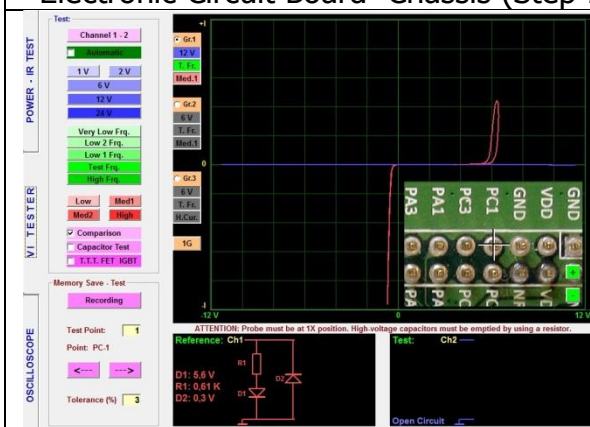 Electronic Circuit Board "Chassis (Step
Test:
Channel 1 - 2
Automatic
1 V 2 V
6 V
12 V
24 V
Very Low Frq.
Low 2 Frq.
Low 1 Frq.
Test Frq.
High Frq.
Low Med1
Med2 High
Comparison
Capacitor Test
T.T.T. FET IGBT
Memory Save - Test
Recording
Test Point: 1
Point: PC-1
<--- --->
Tolerance (%) 3
POWER - IR TEST
VI TESTER
OSCILLOSCOPE
Gr.1
12 V
T. Fr.
Med.1
Gr.2
6 V
T. Fr.
Med.1
Gr.3
6 V
T. Fr.
H.Cur.
1G
+I
0
-I
-12 V 0 12 V
PA3 PA1 PC3 PC1 GND VDD GND
PA PA PC PC NF VD
+
-
ATTENTION: Probe must be at 1X position. High-voltage capacitors must be emptied by using a resistor.
Reference: Ch1
R1
D1
D2
D1: 5,6 V
R1: 0,61 K
D2: 0,3 V
Test: Ch2
Open Circuit